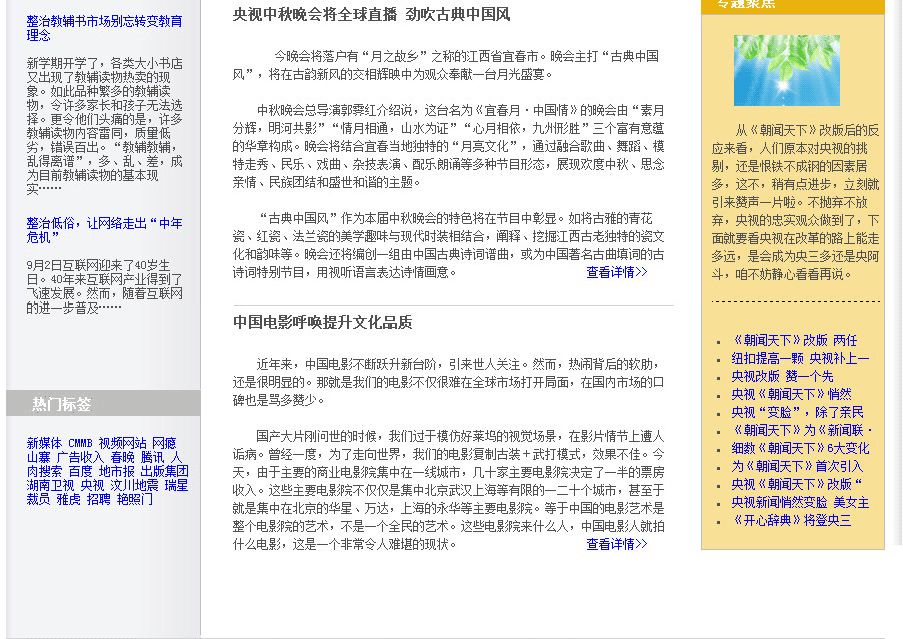 整治教辅书市场别忘转变教育
理念
新学期开学了，各类大小书店
又出现了教辅读物热卖的现
象。如此品种繁多的教辅读
物，令许多家长和孩子无法选
择。更令他们头痛的是，许多
教辅读物内容雷同，质量低
劣，错误百出。“教辅教辅，
乱得离谱”，多、乱、差，成
为目前教辅读物的基本现
实……
整治低俗，让网络走出“中年
危机”
9月2日互联网迎来了40岁生
日。40年来互联网产业得到了
飞速发展。然而，随着互联网
的进一步普及……
热门标签
新媒体 CMMB 视频网站 网瘾
山寨 广告收入 春晚 腾讯 人
肉搜索 百度 地市报 出版集团
湖南卫视 央视 汶川地震 瑞星
裁员 雅虎 招聘 艳照门
央视中秋晚会将全球直播 劲吹古典中国风
今晚会将落户有“月之故乡”之称的江西省宜春市。晚会主打“古典中国
风”，将在古韵新风的交相辉映中为观众奉献一台月光盛宴。
中秋晚会总导演郭霁红介绍说，这台名为《宜春月·中国情》的晚会由“素月
分辉，明河共影”“情月相通，山水为证”“心月相依，九州彤胜”三个富有意蕴
的华章构成。晚会将结合宜春当地独特的“月亮文化”，通过融合歌曲、舞蹈、模
特走秀、民乐、戏曲、杂技表演、配乐朗诵等多种节目形态，展现欢度中秋、思念
亲情、民族团结和盛世和谐的主题。
“古典中国风”作为本届中秋晚会的特色将在节目中彰显。如将古雅的青花
瓷、红瓷、法兰瓷的美学趣味与现代时装相结合，阐释、挖掘江西古老独特的瓷文
化和韵味等。晚会还将编创一组由中国古典诗词谱曲，或为中国著名古曲填词的古
诗词特别节目，用视听语言表达诗情画意。 查看详情>>
中国电影呼唤提升文化品质
近年来，中国电影不断跃升新台阶，引来世人关注。然而，热闹背后的软肋，
还是很明显的。那就是我们的电影不仅很难在全球市场打开局面，在国内市场的口
碑也是骂多赞少。
国产大片刚问世的时候，我们过于模仿好莱坞的视觉场景，在影片情节上遭人
诟病。曾经一度，为了走向世界，我们的电影复制古装＋武打模式，效果不佳。今
天，由于主要的商业电影院集中在一线城市，几十家主要电影院决定了一半的票房
收入。这些主要电影院不仅仅是集中北京武汉上海等有限的一二十个城市，甚至于
就是集中在北京的华星、万达，上海的永华等主要电影院。等于中国的电影艺术是
整个电影院的艺术，不是一个全民的艺术。这些电影院来什么人，中国电影人就拍
什么电影，这是一个非常令人难堪的现状。 查看详情>>
专题聚焦
从《朝闻天下》改版后的反
应来看，人们原本对央视的挑
剔，还是恨铁不成钢的因素居
多，这不，稍有点进步，立刻就
引来赞声一片啦。不抛弃不放
弃，央视的忠实观众做到了，下
面就要看央视在改革的路上能走
多远，是会成为央三多还是央阿
斗，咱不妨静心看看再说。
《朝闻天下》改版 两任
纽扣提高一颗 央视补上一
央视改版 赞一个先
央视《朝闻天下》悄然
央视“变脸”，除了亲民
《朝闻天下》为《新闻联·
细数《朝闻天下》6大变化
为《朝闻天下》首次引入
央视《朝闻天下》改版“
央视新闻悄然变脸 美女主
《开心辞典》将登央三